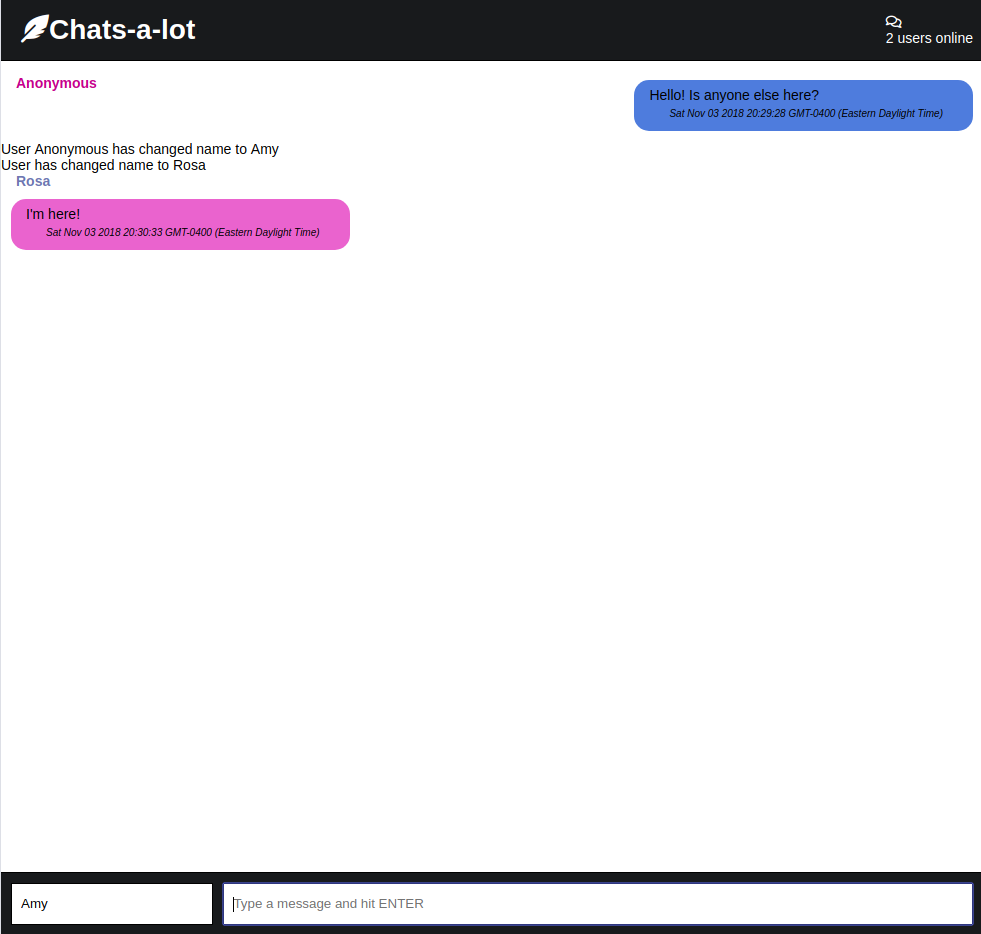 Chats-a-lot
2 users online
Anonymous
Hello! Is anyone else here?
Sat Nov 03 2018 20:29:28 GMT-0400 (Eastern Daylight Time)
User Anonymous has changed name to Amy
User has changed name to Rosa
Rosa
I'm here!
Sat Nov 03 2018 20:30:33 GMT-0400 (Eastern Daylight Time)
Amy
Type a message and hit ENTER